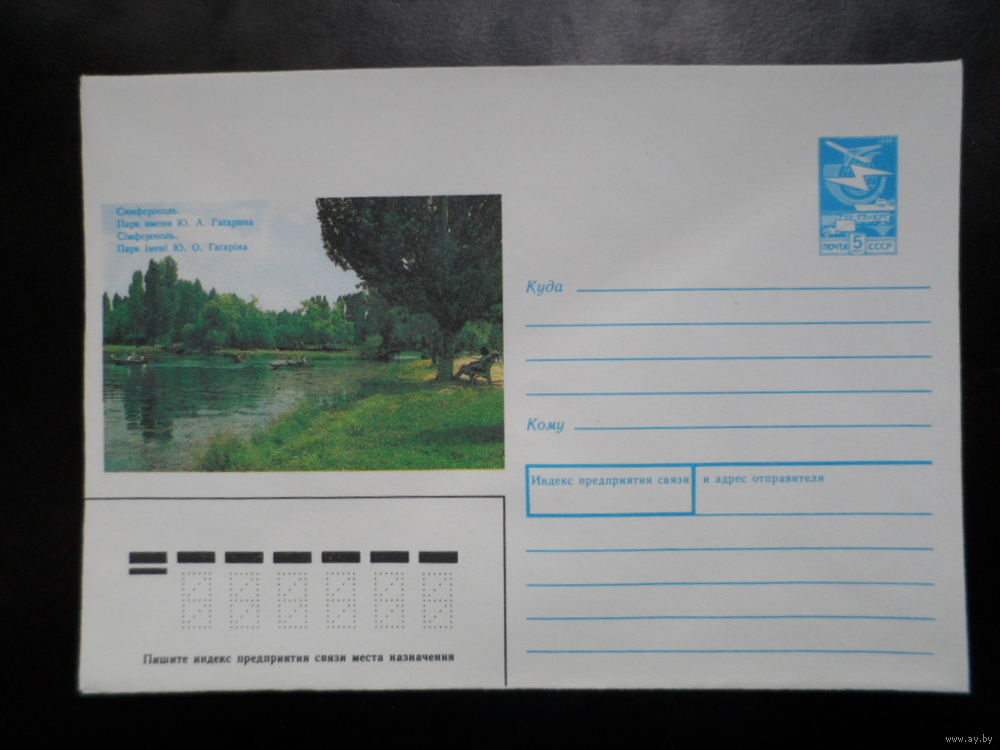 Симферополь.
Парк имени Ю. А. Гагарина
Сімферополь.
Парк імені Ю. О. Гагаріна
ПОЧТА 5 СССР
Куда
Кому
Индекс предприятия связи и адрес отправителя
Пишите индекс предприятия связи места назначения
www.ay.by